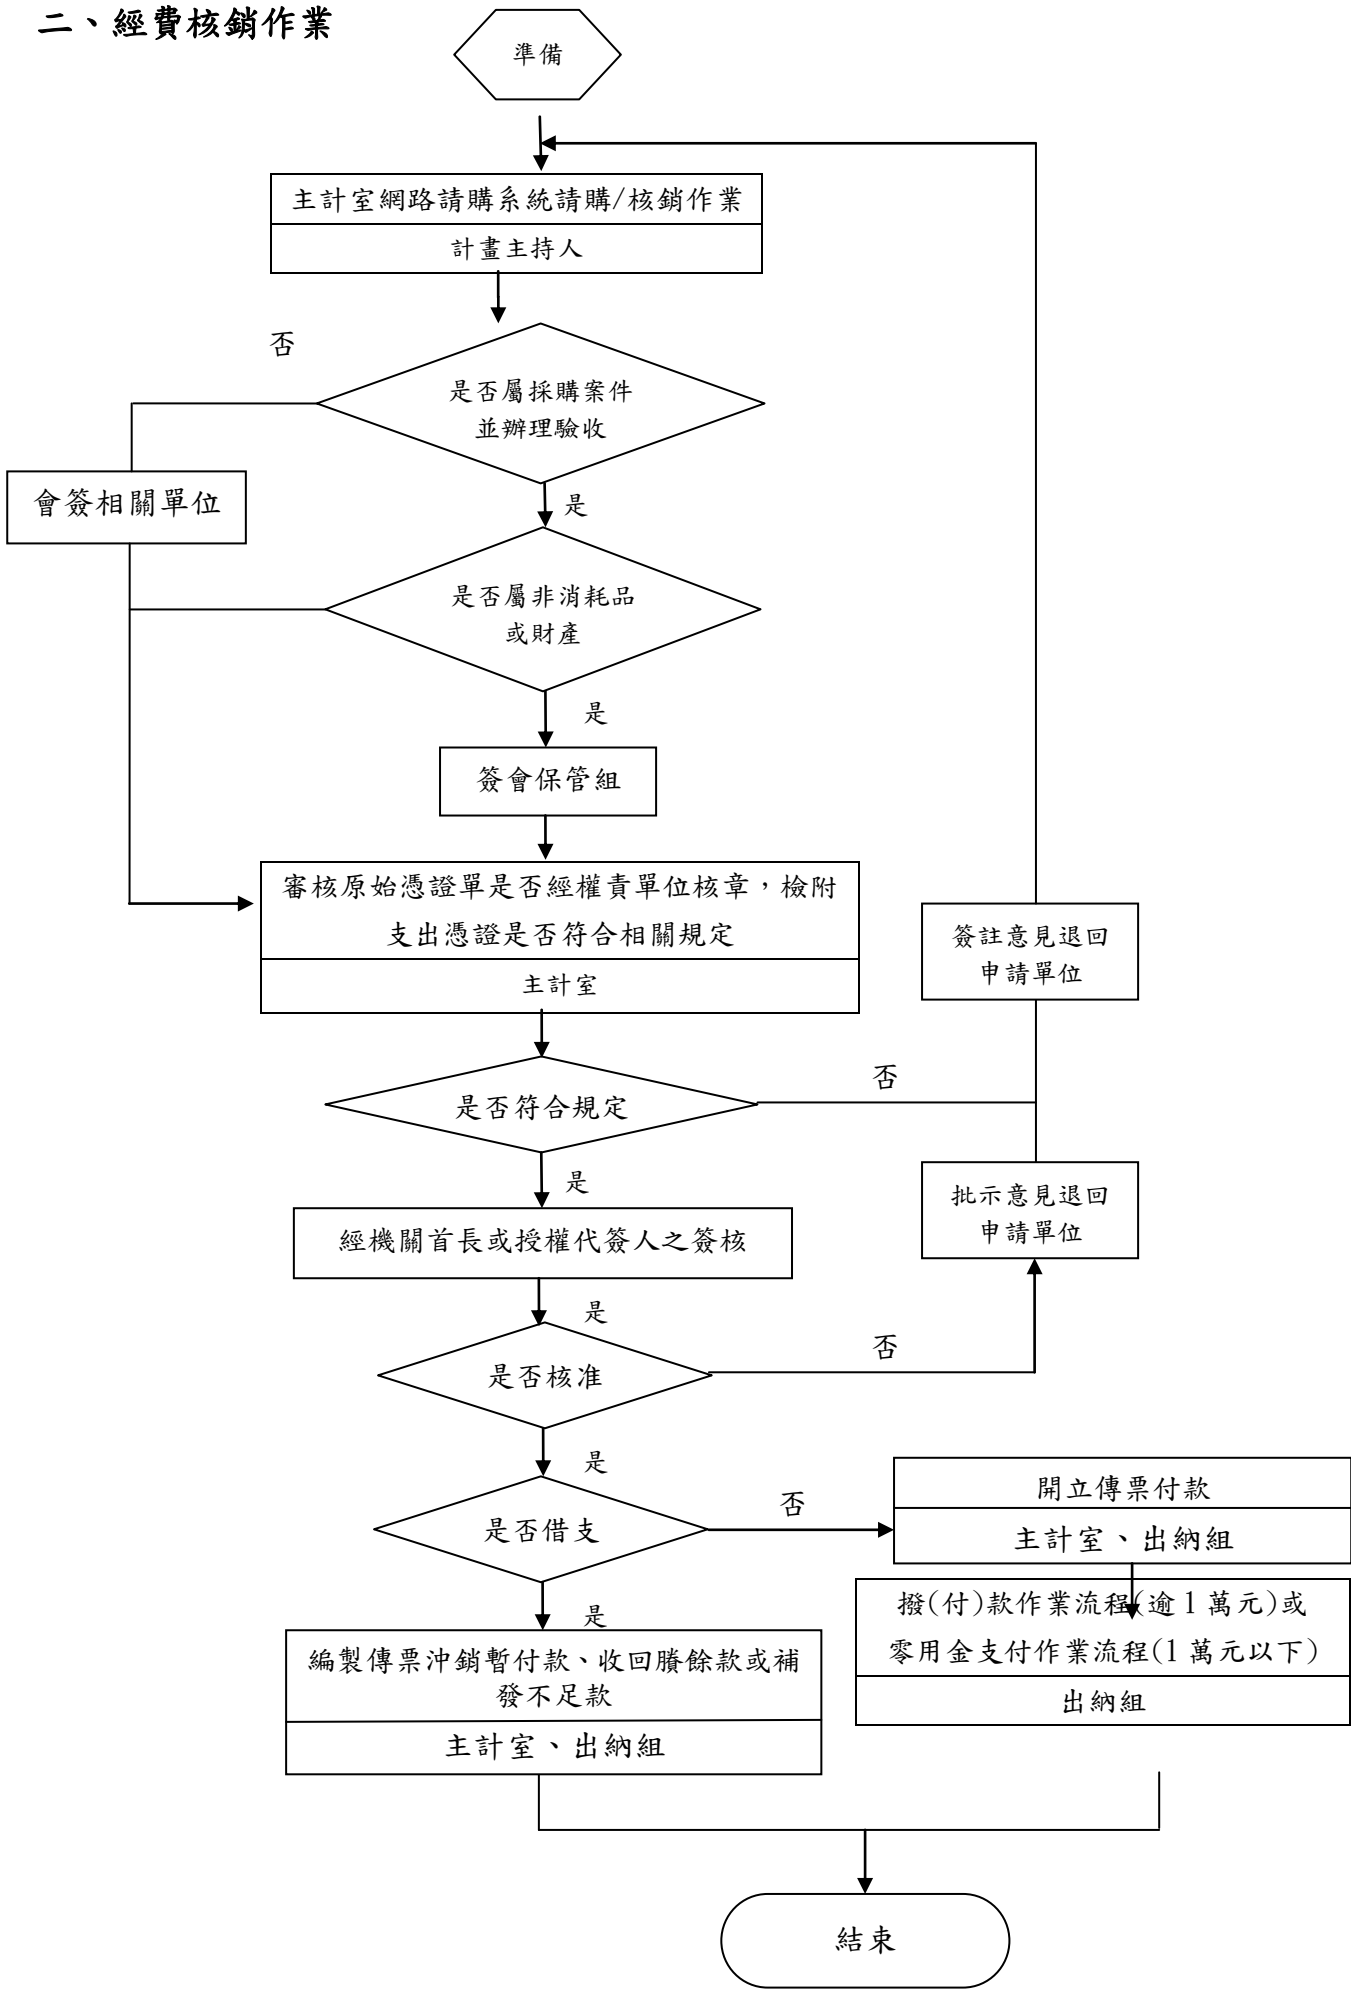 二、經費核銷作業
準備
主計室網路請購系統請購/核銷作業
計畫主持人
否
是否屬採購案件
並辦理驗收
會簽相關單位
是
是否屬非消耗品
或財產
是
簽會保管組
審核原始憑證單是否經權責單位核章，檢附
支出憑證是否符合相關規定
主計室
簽註意見退回
申請單位
是否符合規定
否
是
批示意見退回
申請單位
經機關首長或授權代簽人之簽核
是
是否核准
否
是
是否借支
否
開立傳票付款
主計室、出納組
撥(付)款作業流程(逾1萬元)或
零用金支付作業流程(1萬元以下)
出納組
是
編製傳票沖銷暫付款、收回賸餘款或補
發不足款
主計室、出納組
結束